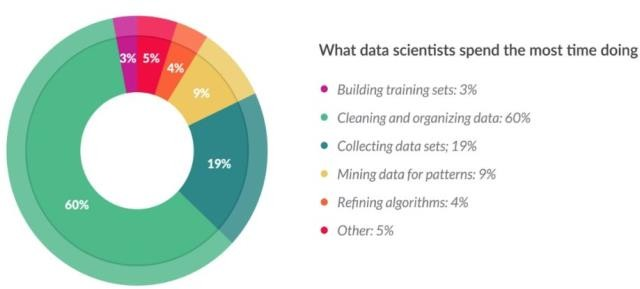 3%
5%
4%
9%
19%
60%
What data scientists spend the most time doing
Building training sets: 3%
Cleaning and organizing data: 60%
Collecting data sets; 19%
Mining data for patterns: 9%
Refining algorithms: 4%
Other: 5%